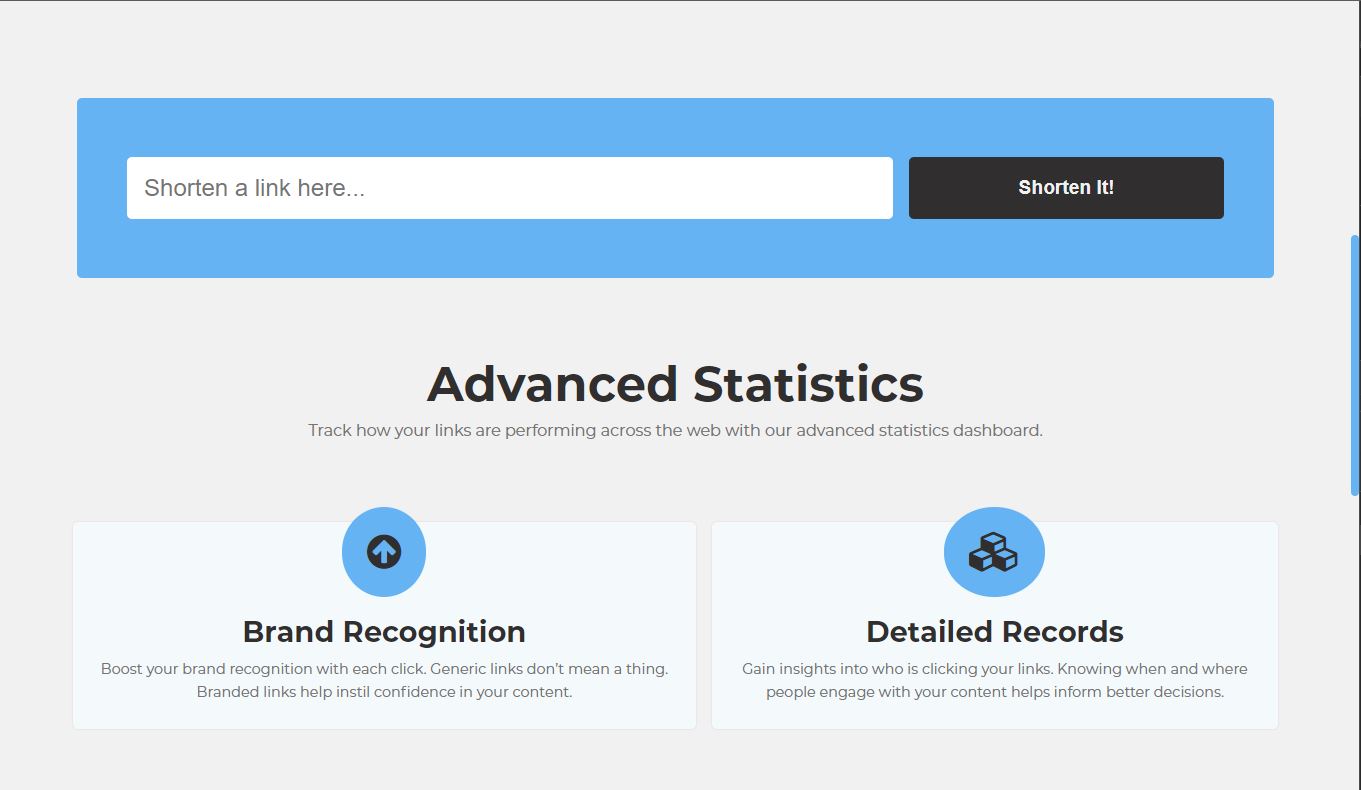 Shorten a link here...
Shorten It!
Advanced Statistics
Track how your links are performing across the web with our advanced statistics dashboard.
Brand Recognition
Boost your brand recognition with each click. Generic links don’t mean a thing.
Branded links help instil confidence in your content.
Detailed Records
Gain insights into who is clicking your links. Knowing when and where
people engage with your content helps inform better decisions.